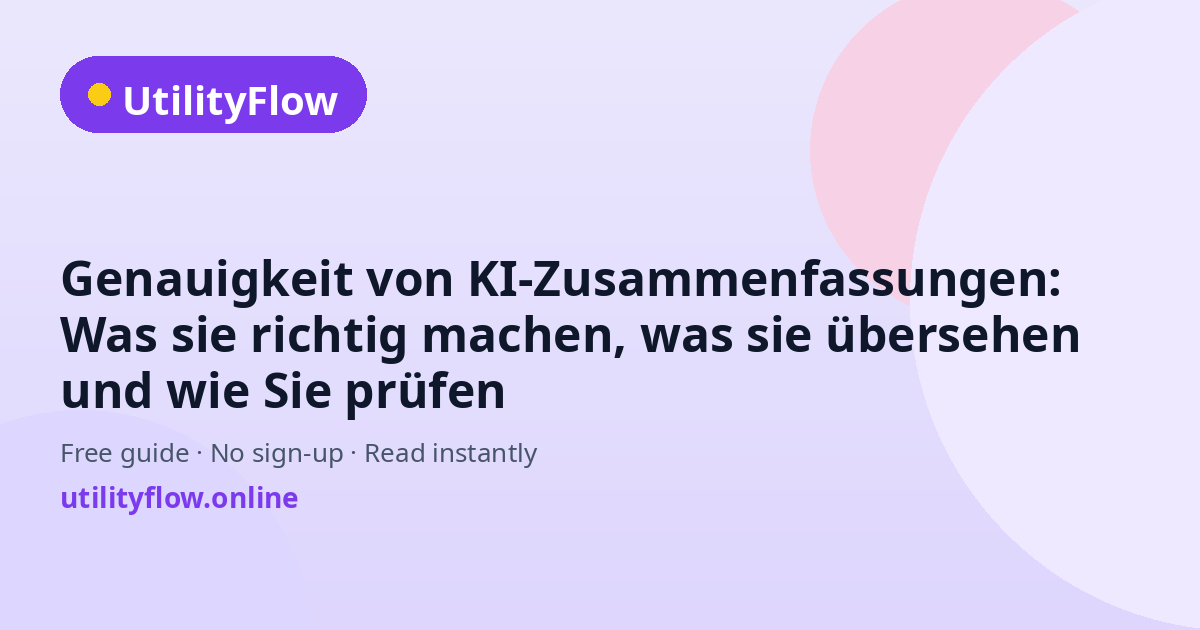 UtilityFlow
Genauigkeit von KI-Zusammenfassungen:
Was sie richtig machen, was sie übersehen
und wie Sie prüfen
Free guide · No sign-up · Read instantly
utilityflow.online